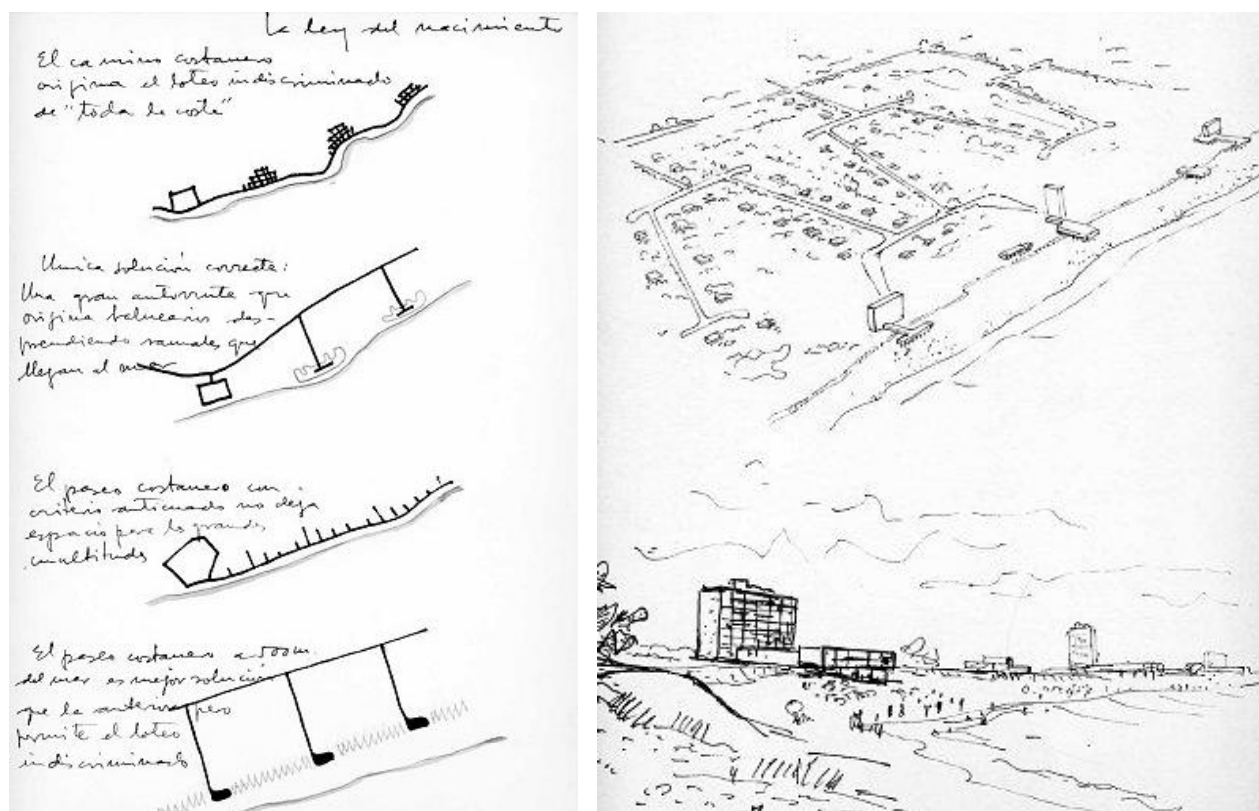 La ley del nacimiento
El camino costanero
origina el loteo indiscriminado
de "toda la costa"
Unica solución correcta:
Una gran autorruta que
origina balnearios des-
prendiendo ramales que
llegan al mar
El paseo costanero con
criterio anticuado no deja
espacio para las grandes
multitudes
El paseo costanero a 700m.
del mar es mejor solución
que la anterior pero
permite el loteo
indiscriminado